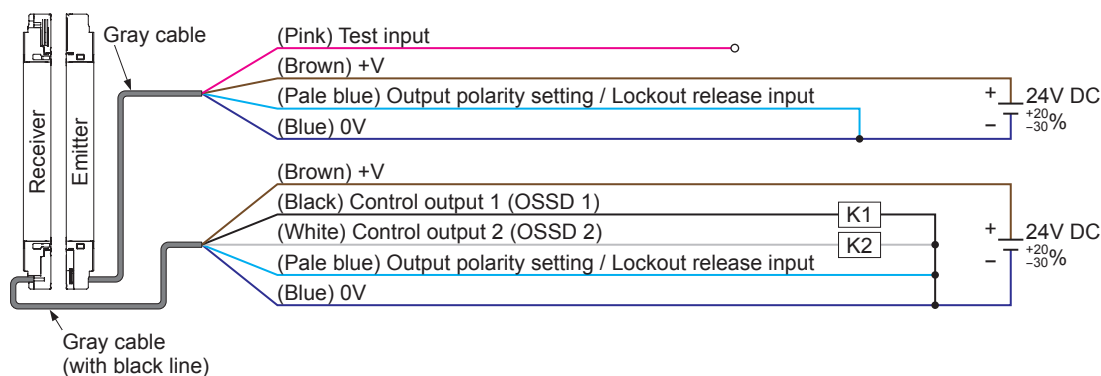 Gray cable
Receiver
Emitter
(Pink) Test input
(Brown) +V
(Pale blue) Output polarity setting / Lockout release input
(Blue) 0V
+
−
24V DC
+20
−30 %
(Brown) +V
(Black) Control output 1 (OSSD 1)
K1
(White) Control output 2 (OSSD 2)
K2
(Pale blue) Output polarity setting / Lockout release input
(Blue) 0V
+
−
24V DC
+20
−30 %
Gray cable
(with black line)